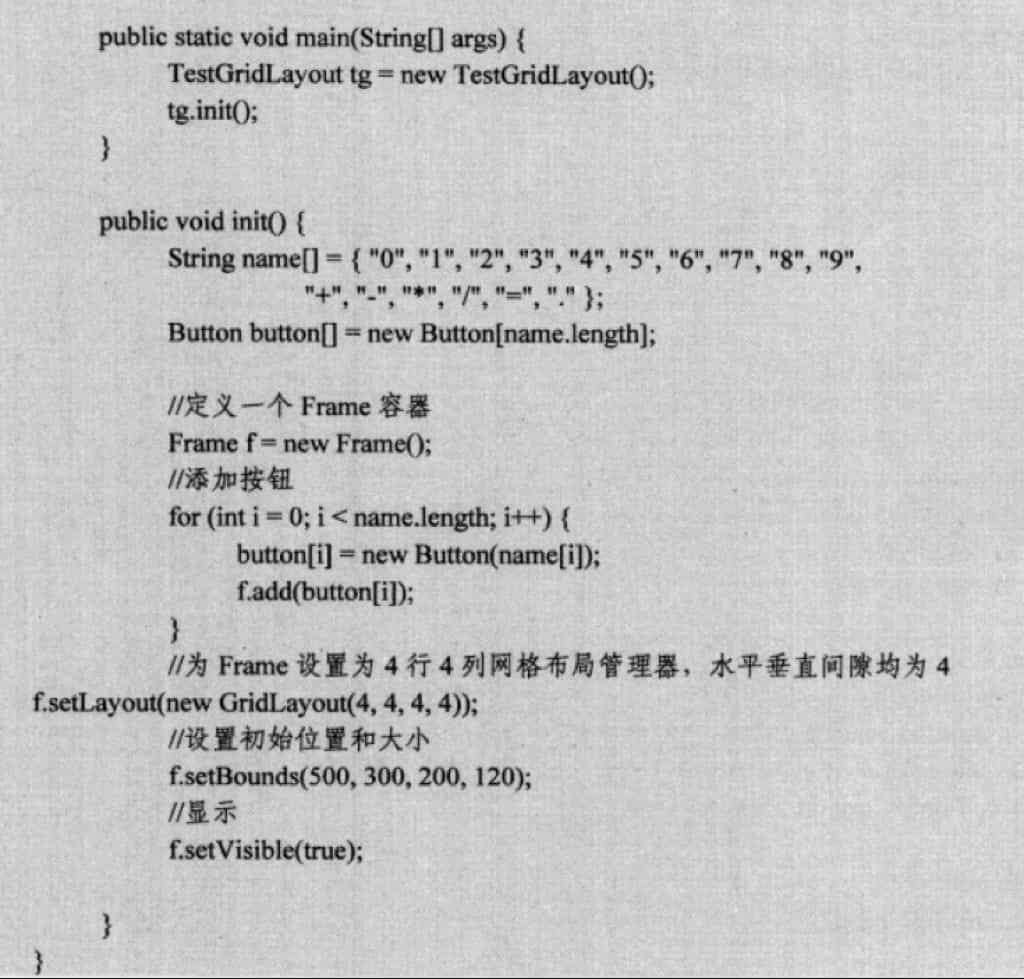 public static void main(String[] args) {
TestGridLayout tg = new TestGridLayout();
tg.init();
}
public void init() {
String name[] = { "0", "1", "2", "3", "4", "5", "6", "7", "8", "9",
"+", "-", "*", "/", "=", "." };
Button button[] = new Button[name.length];
//定义一个 Frame 容器
Frame f = new Frame();
//添加按钮
for (int i = 0; i < name.length; i++) {
button[i] = new Button(name[i]);
f.add(button[i]);
}
//为 Frame 设置为 4 行 4 列网格布局管理器，水平垂直间隙均为 4
f.setLayout(new GridLayout(4, 4, 4, 4));
//设置初始位置和大小
f.setBounds(500, 300, 200, 120);
//显示
f.setVisible(true);
}
}